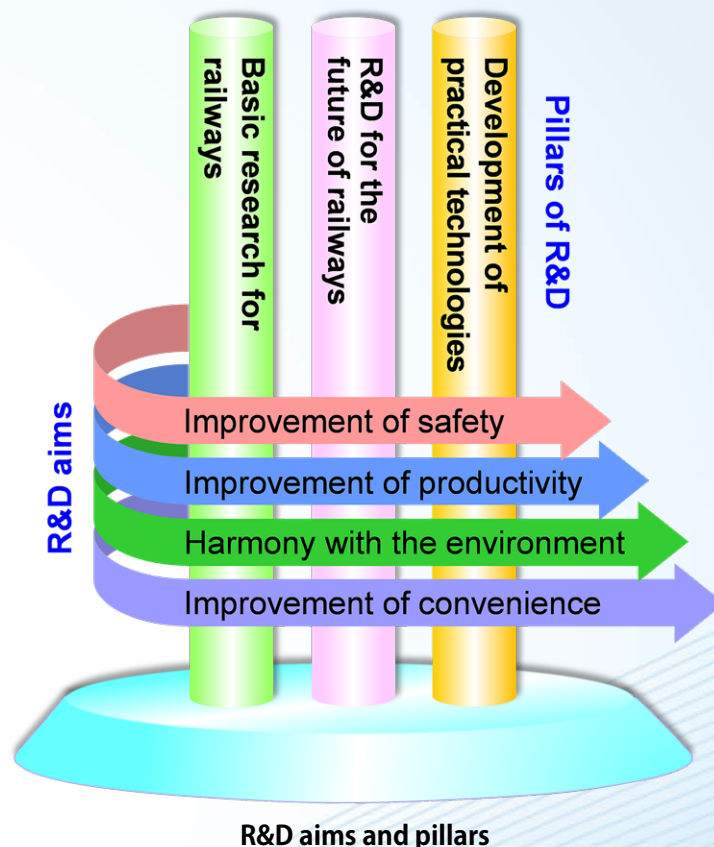 Basic research for
railways
R&D for the
future of railways
Development of
practical technologies
Pillars of R&D
R&D aims
Improvement of safety
Improvement of productivity
Harmony with the environment
Improvement of convenience
R&D aims and pillars